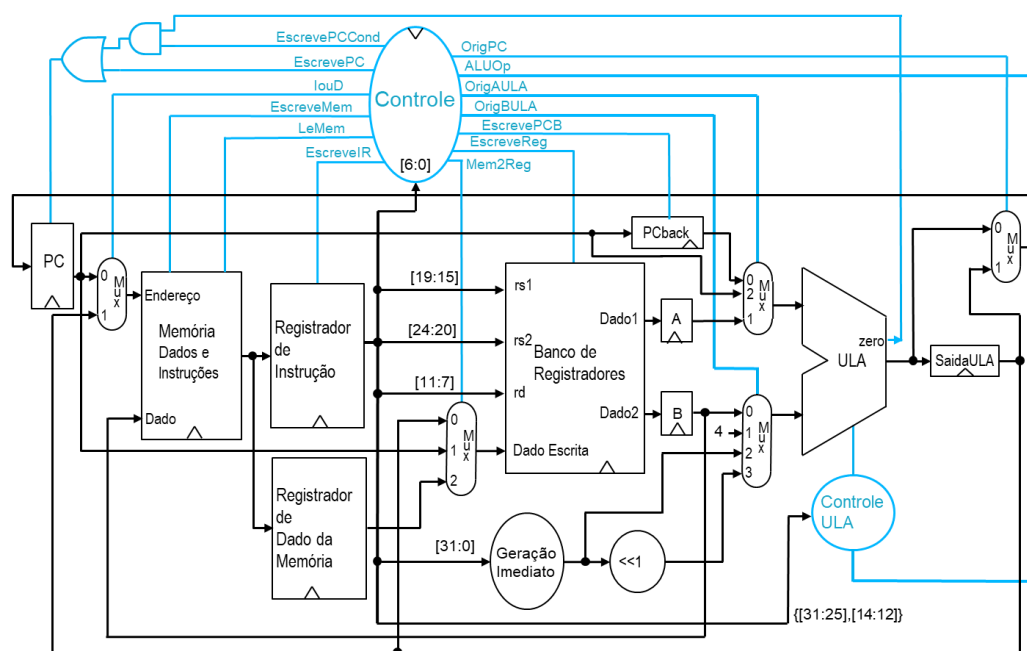 EscrevePCCond
EscrevePC
IouD
EscreveMem
LeMem
EscreveIR
Controle
[6:0]
OrigPC
ALUOp
OrigAULA
OrigBULA
EscrevePCB
EscreveReg
Mem2Reg
PC
0
1
Mux
Endereço
Memória
Dados e
Instruções
Dado
Registrador
de
Instrução
Registrador
de
Dado da
Memória
[19:15]
[24:20]
[11:7]
0
1
2
Mux
rs1
rs2
rd
Banco de
Registradores
Dado1
Dado2
Dado Escrita
PCback
A
B
0
2
1
Mux
4
0
1
2
3
Mux
zero
ULA
SaidaULA
0
1
Mux
Controle
ULA
[31:0]
Geração
Imediato
<<1
{[31:25],[14:12]}